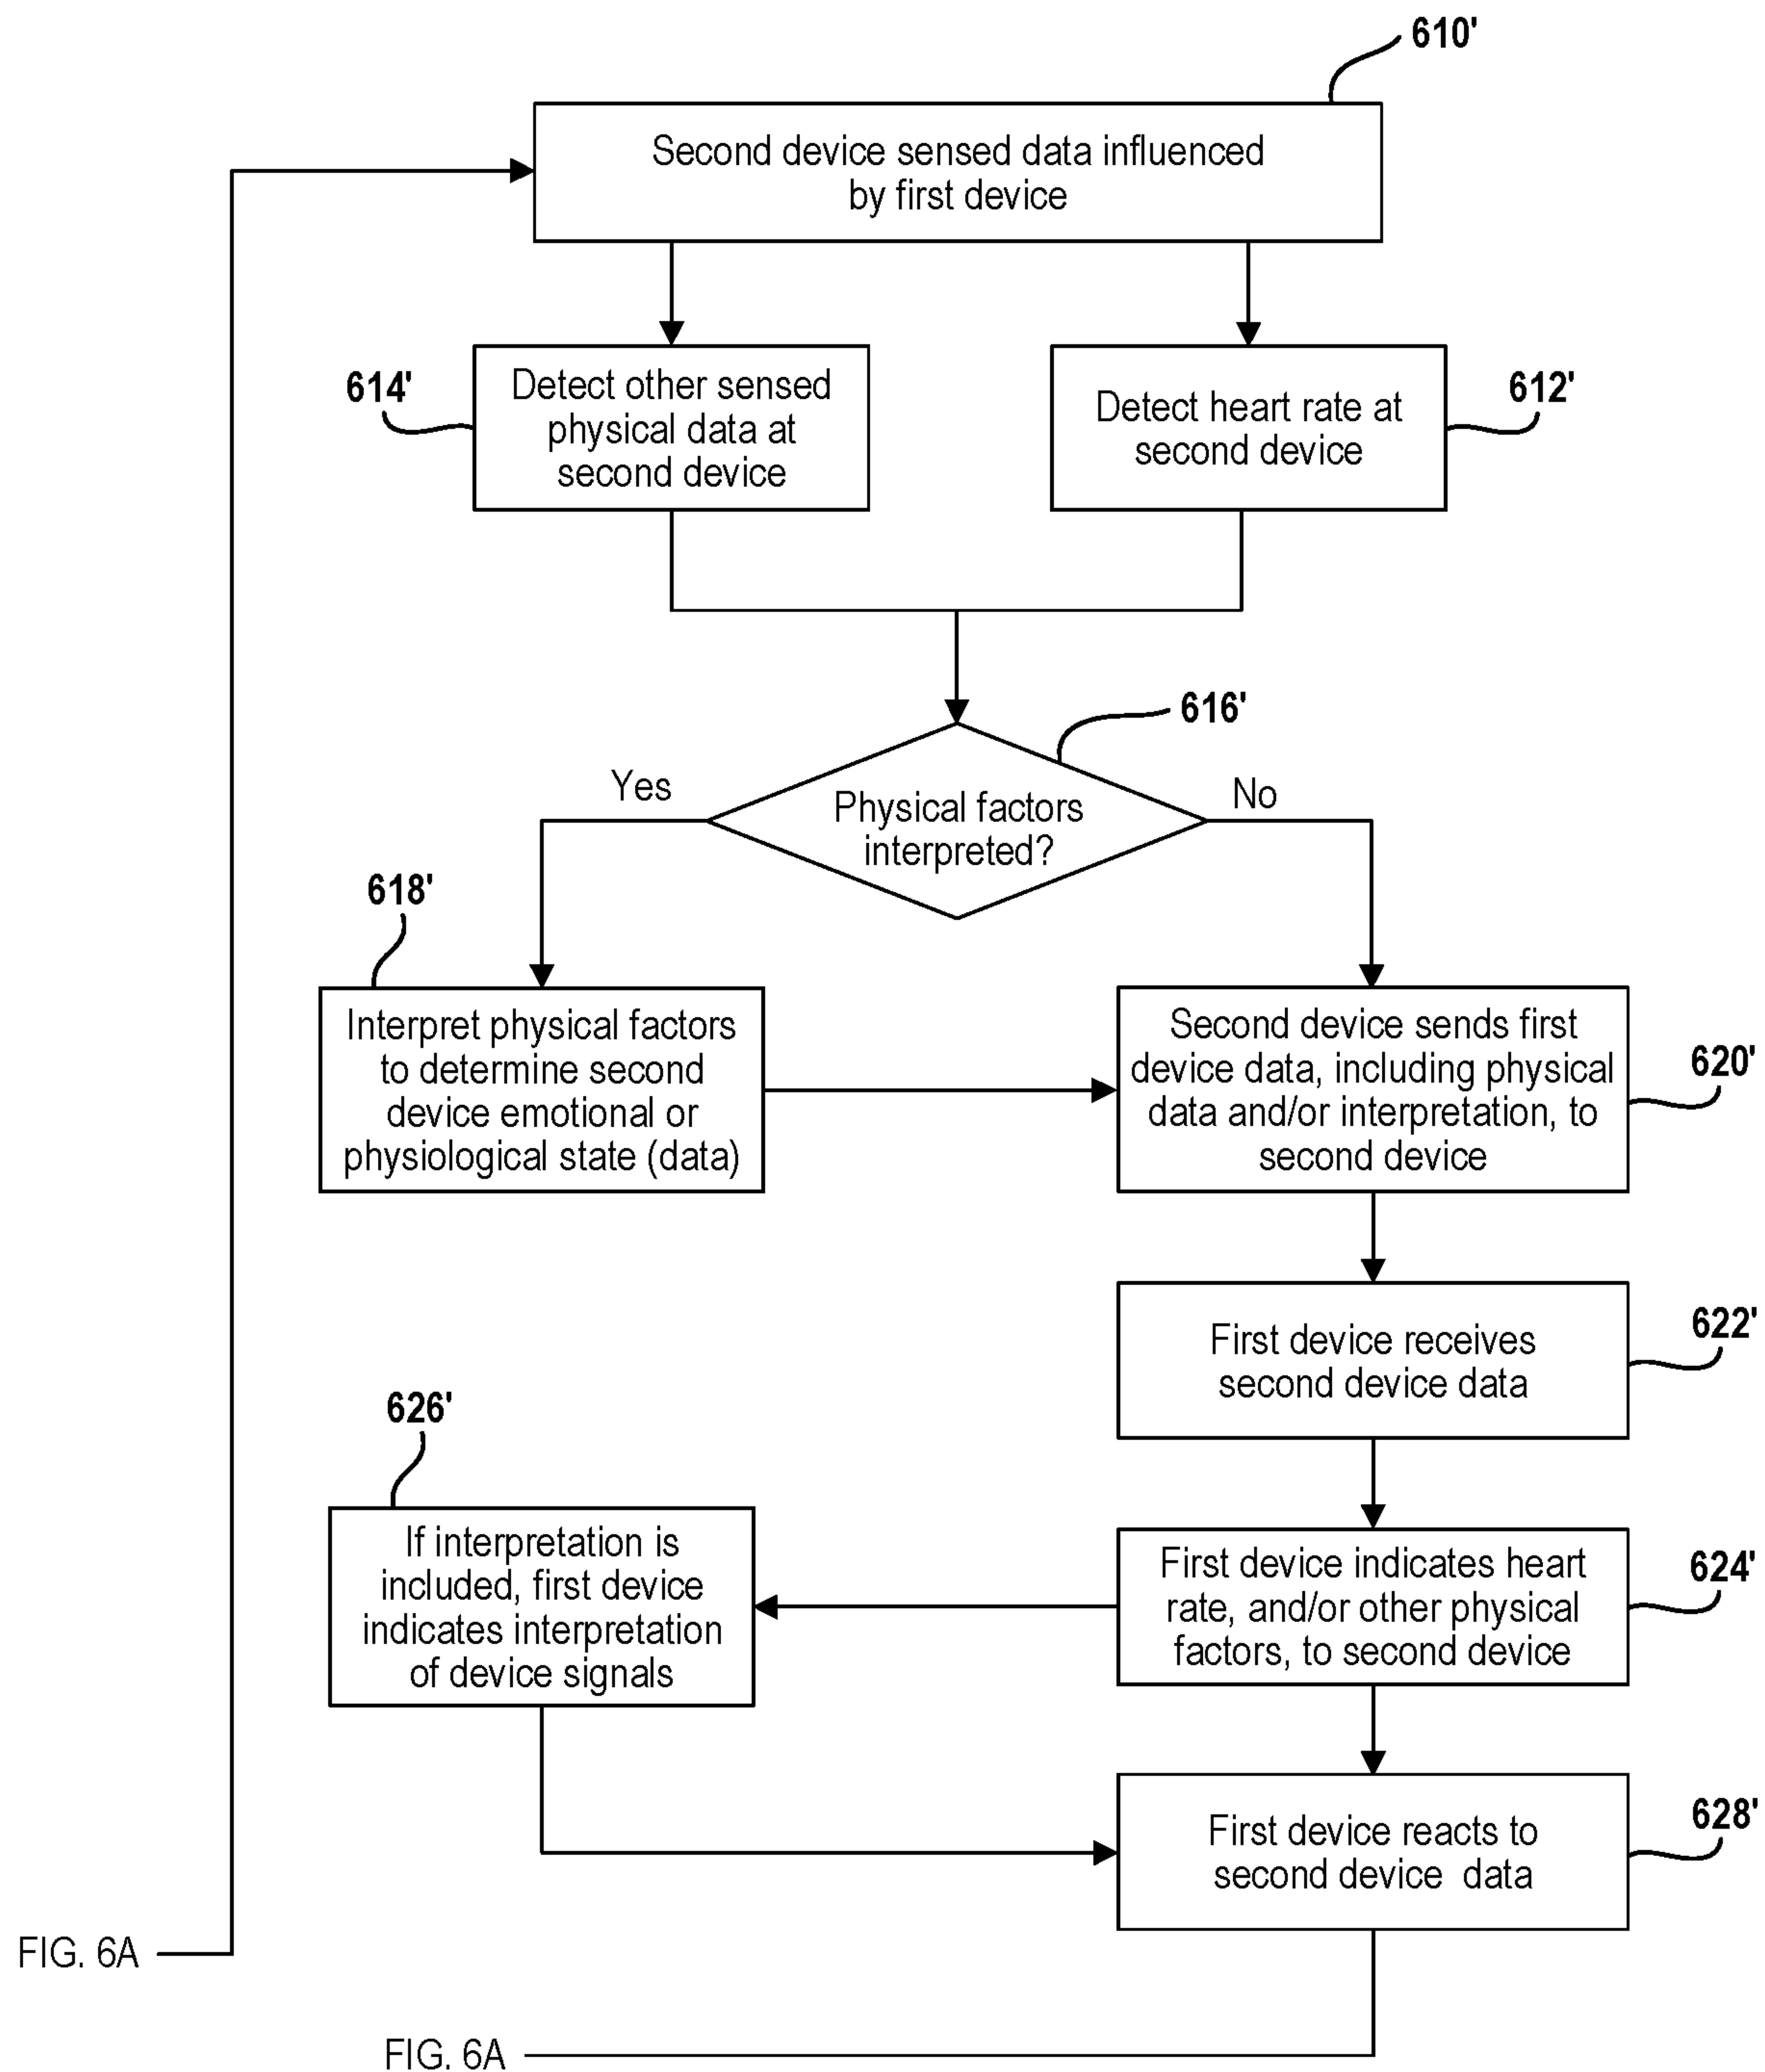 610'
Second device sensed data influenced
by first device
614'
Detect other sensed
physical data at
second device
Detect heart rate at
second device
612'
616'
Yes
Physical factors
interpreted?
No
618'
Interpret physical factors
to determine second
device emotional or
physiological state (data)
Second device sends first
device data, including physical
data and/or interpretation, to
second device
620'
First device receives
second device data
622'
626'
If interpretation is
included, first device
indicates interpretation
of device signals
First device indicates heart
rate, and/or other physical
factors, to second device
624'
First device reacts to
second device data
628'
FIG. 6A
FIG. 6A